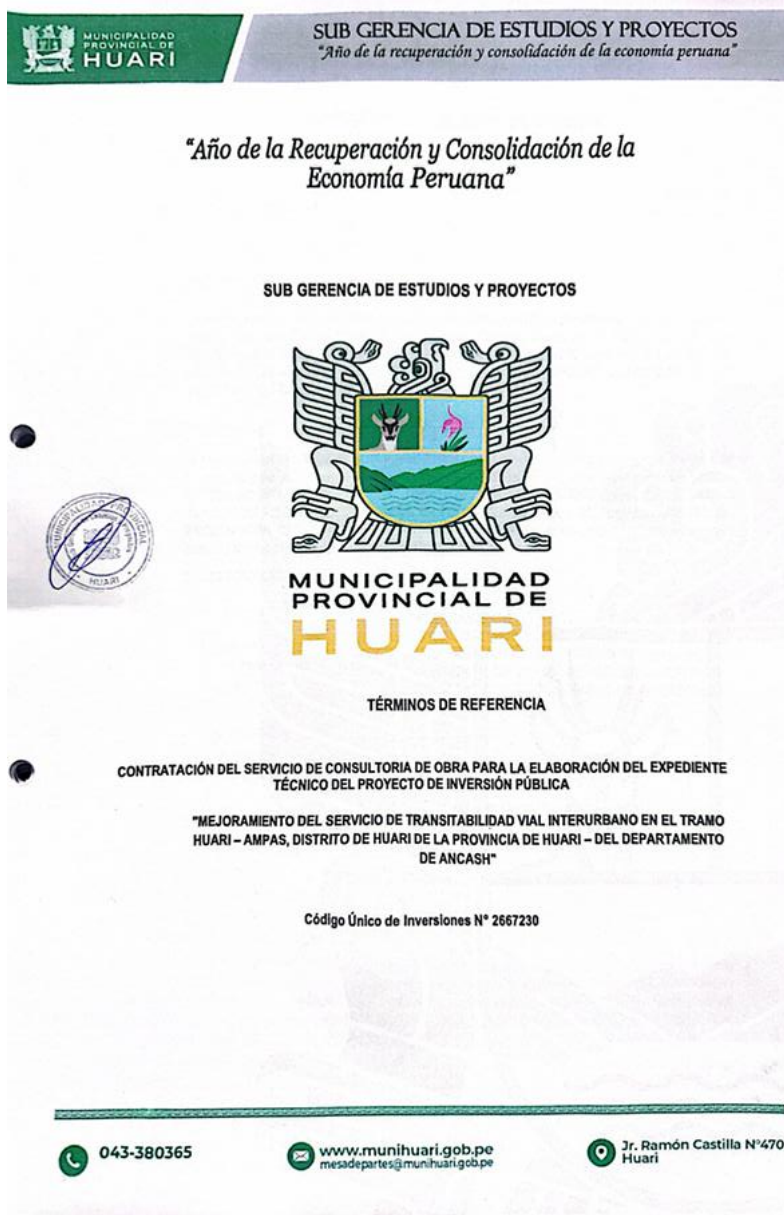 MUNICIPALIDAD
PROVINCIAL DE
HUARI
SUB GERENCIA DE ESTUDIOS Y PROYECTOS
"Año de la recuperación y consolidación de la economía peruana"
"Año de la Recuperación y Consolidación de la
Economía Peruana"
SUB GERENCIA DE ESTUDIOS Y PROYECTOS
MUNICIPALIDAD PROVINCIAL
HUARI
MUNICIPALIDAD
PROVINCIAL DE
HUARI
TÉRMINOS DE REFERENCIA
CONTRATACIÓN DEL SERVICIO DE CONSULTORIA DE OBRA PARA LA ELABORACIÓN DEL EXPEDIENTE
TÉCNICO DEL PROYECTO DE INVERSIÓN PÚBLICA
"MEJORAMIENTO DEL SERVICIO DE TRANSITABILIDAD VIAL INTERURBANO EN EL TRAMO
HUARI – AMPAS, DISTRITO DE HUARI DE LA PROVINCIA DE HUARI – DEL DEPARTAMENTO
DE ANCASH"
Código Único de Inversiones N° 2667230
043-380365
www.munihuari.gob.pe
mesadepartes@munihuari.gob.pe
Jr. Ramón Castilla N°470
Huari